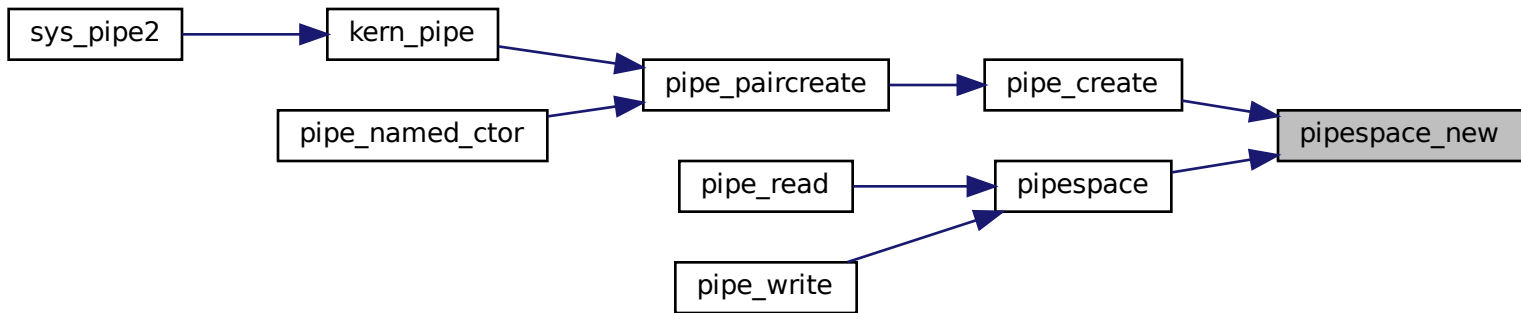 sys_pipe2
kern_pipe
pipe_paircreate
pipe_create
pipe_named_ctor
pipespace_new
pipe_read
pipespace
pipe_write